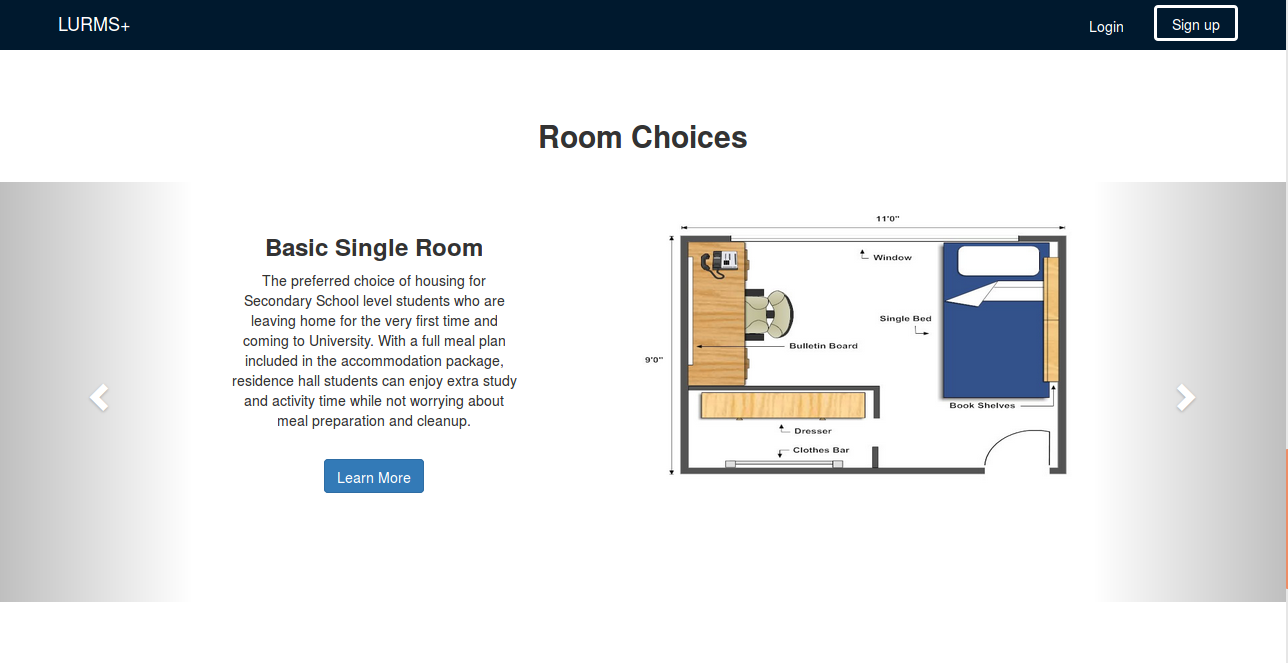 LURMS+
Login
Sign up
Room Choices
Basic Single Room
The preferred choice of housing for
Secondary School level students who are
leaving home for the very first time and
coming to University. With a full meal plan
included in the accommodation package,
residence hall students can enjoy extra study
and activity time while not worrying about
meal preparation and cleanup.
Learn More
11'0"
Window
Single Bed
Bulletin Board
9'0"
Book Shelves
Dresser
Clothes Bar